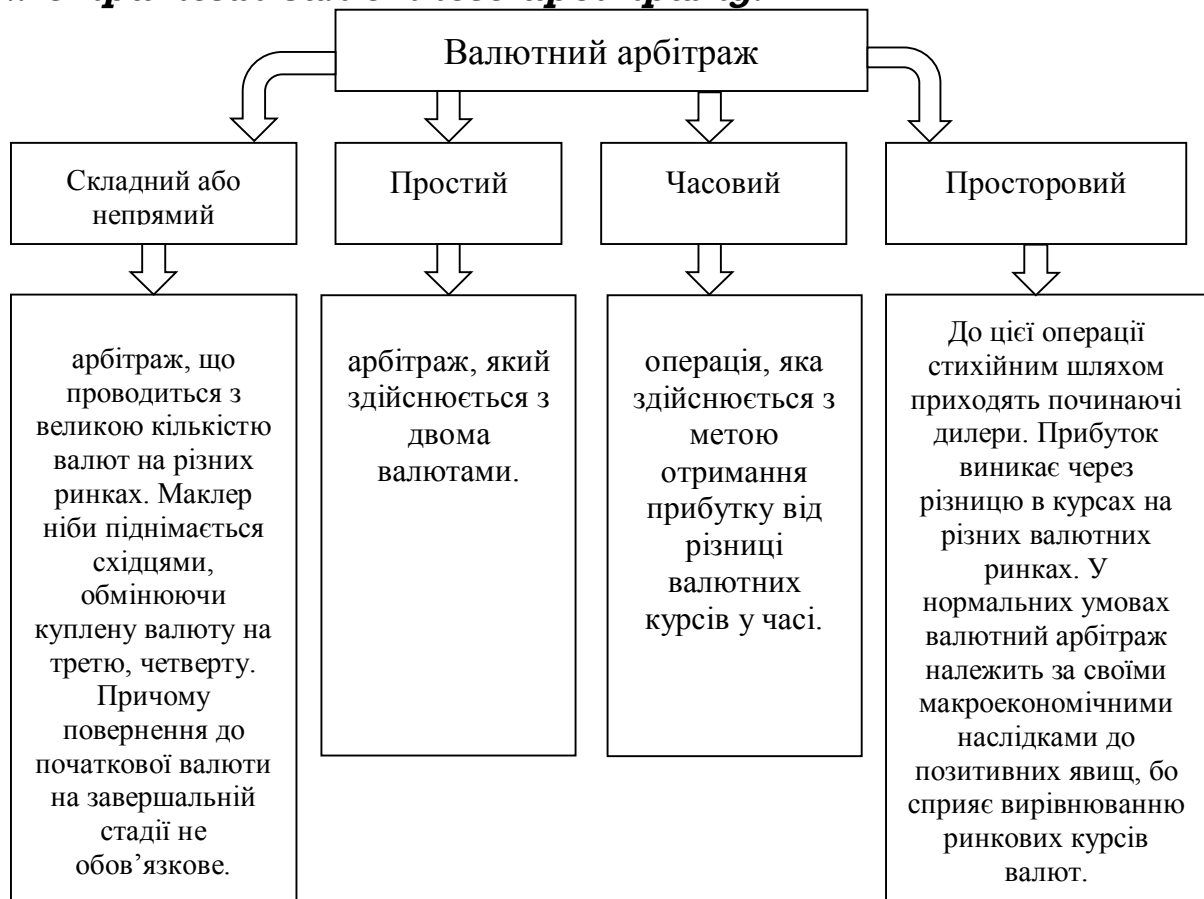 Валютний арбітраж
Складний або
непрямий
Простий
Часовий
Просторовий
арбітраж, що
проводиться з
великою кількістю
валют на різних
ринках. Маклер
ніби піднімається
східцями,
обмінюючи
куплену валюту на
третю, четверту.
Причому
повернення до
початкової валюти
на завершальній
стадії не
обов’язкове.
арбітраж, який
здійснюється з
двома
валютами.
операція, яка
здійснюється з
метою
отримання
прибутку від
різниці
валютних
курсів у часі.
До цієї операції
стихійним шляхом
приходять починаючі
дилери. Прибуток
виникає через
різницю в курсах на
різних валютних
ринках. У
нормальних умовах
валютний арбітраж
належить за своїми
макроекономічними
наслідками до
позитивних явищ, бо
сприяє вирівнюванню
ринкових курсів
валют.